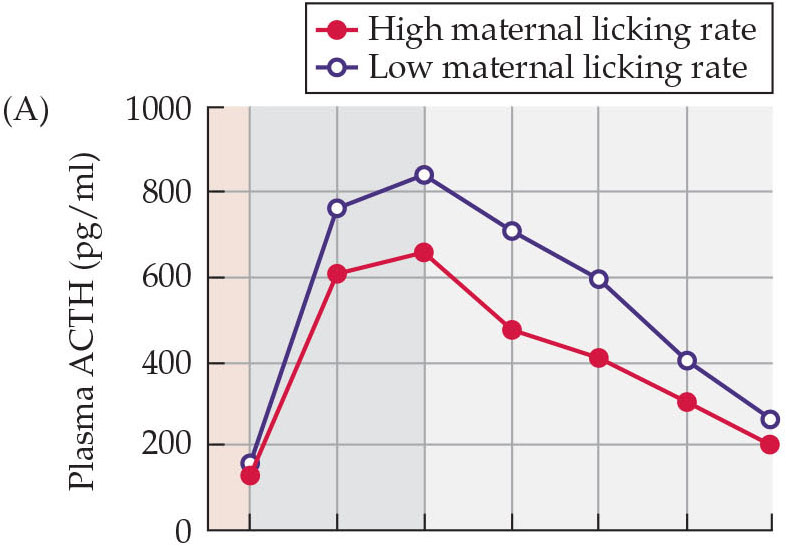 High maternal licking rate
Low maternal licking rate
(A)
Plasma ACTH (pg/ml)
1000
800
600
400
200
0